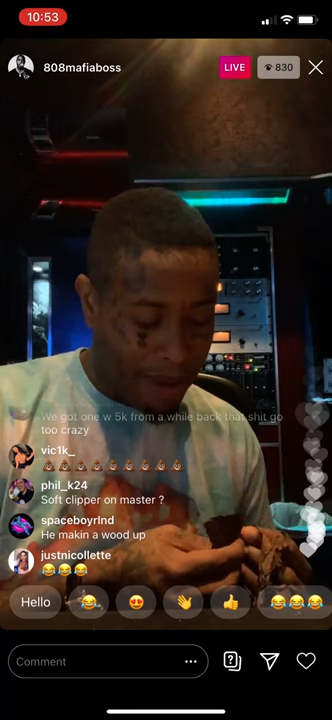 10:53
808mafiaboss
LIVE
830
We got one w 5k from a while back that shit go
too crazy
vic1k_
💩💩💩💩💩💩💩💩💩
phil_k24
Soft clipper on master ?
spaceboyrlnd
He makin a wood up
justnicollette
😂😂😂
Hello 😂 😍 👋 👍 😂😂😂
Comment